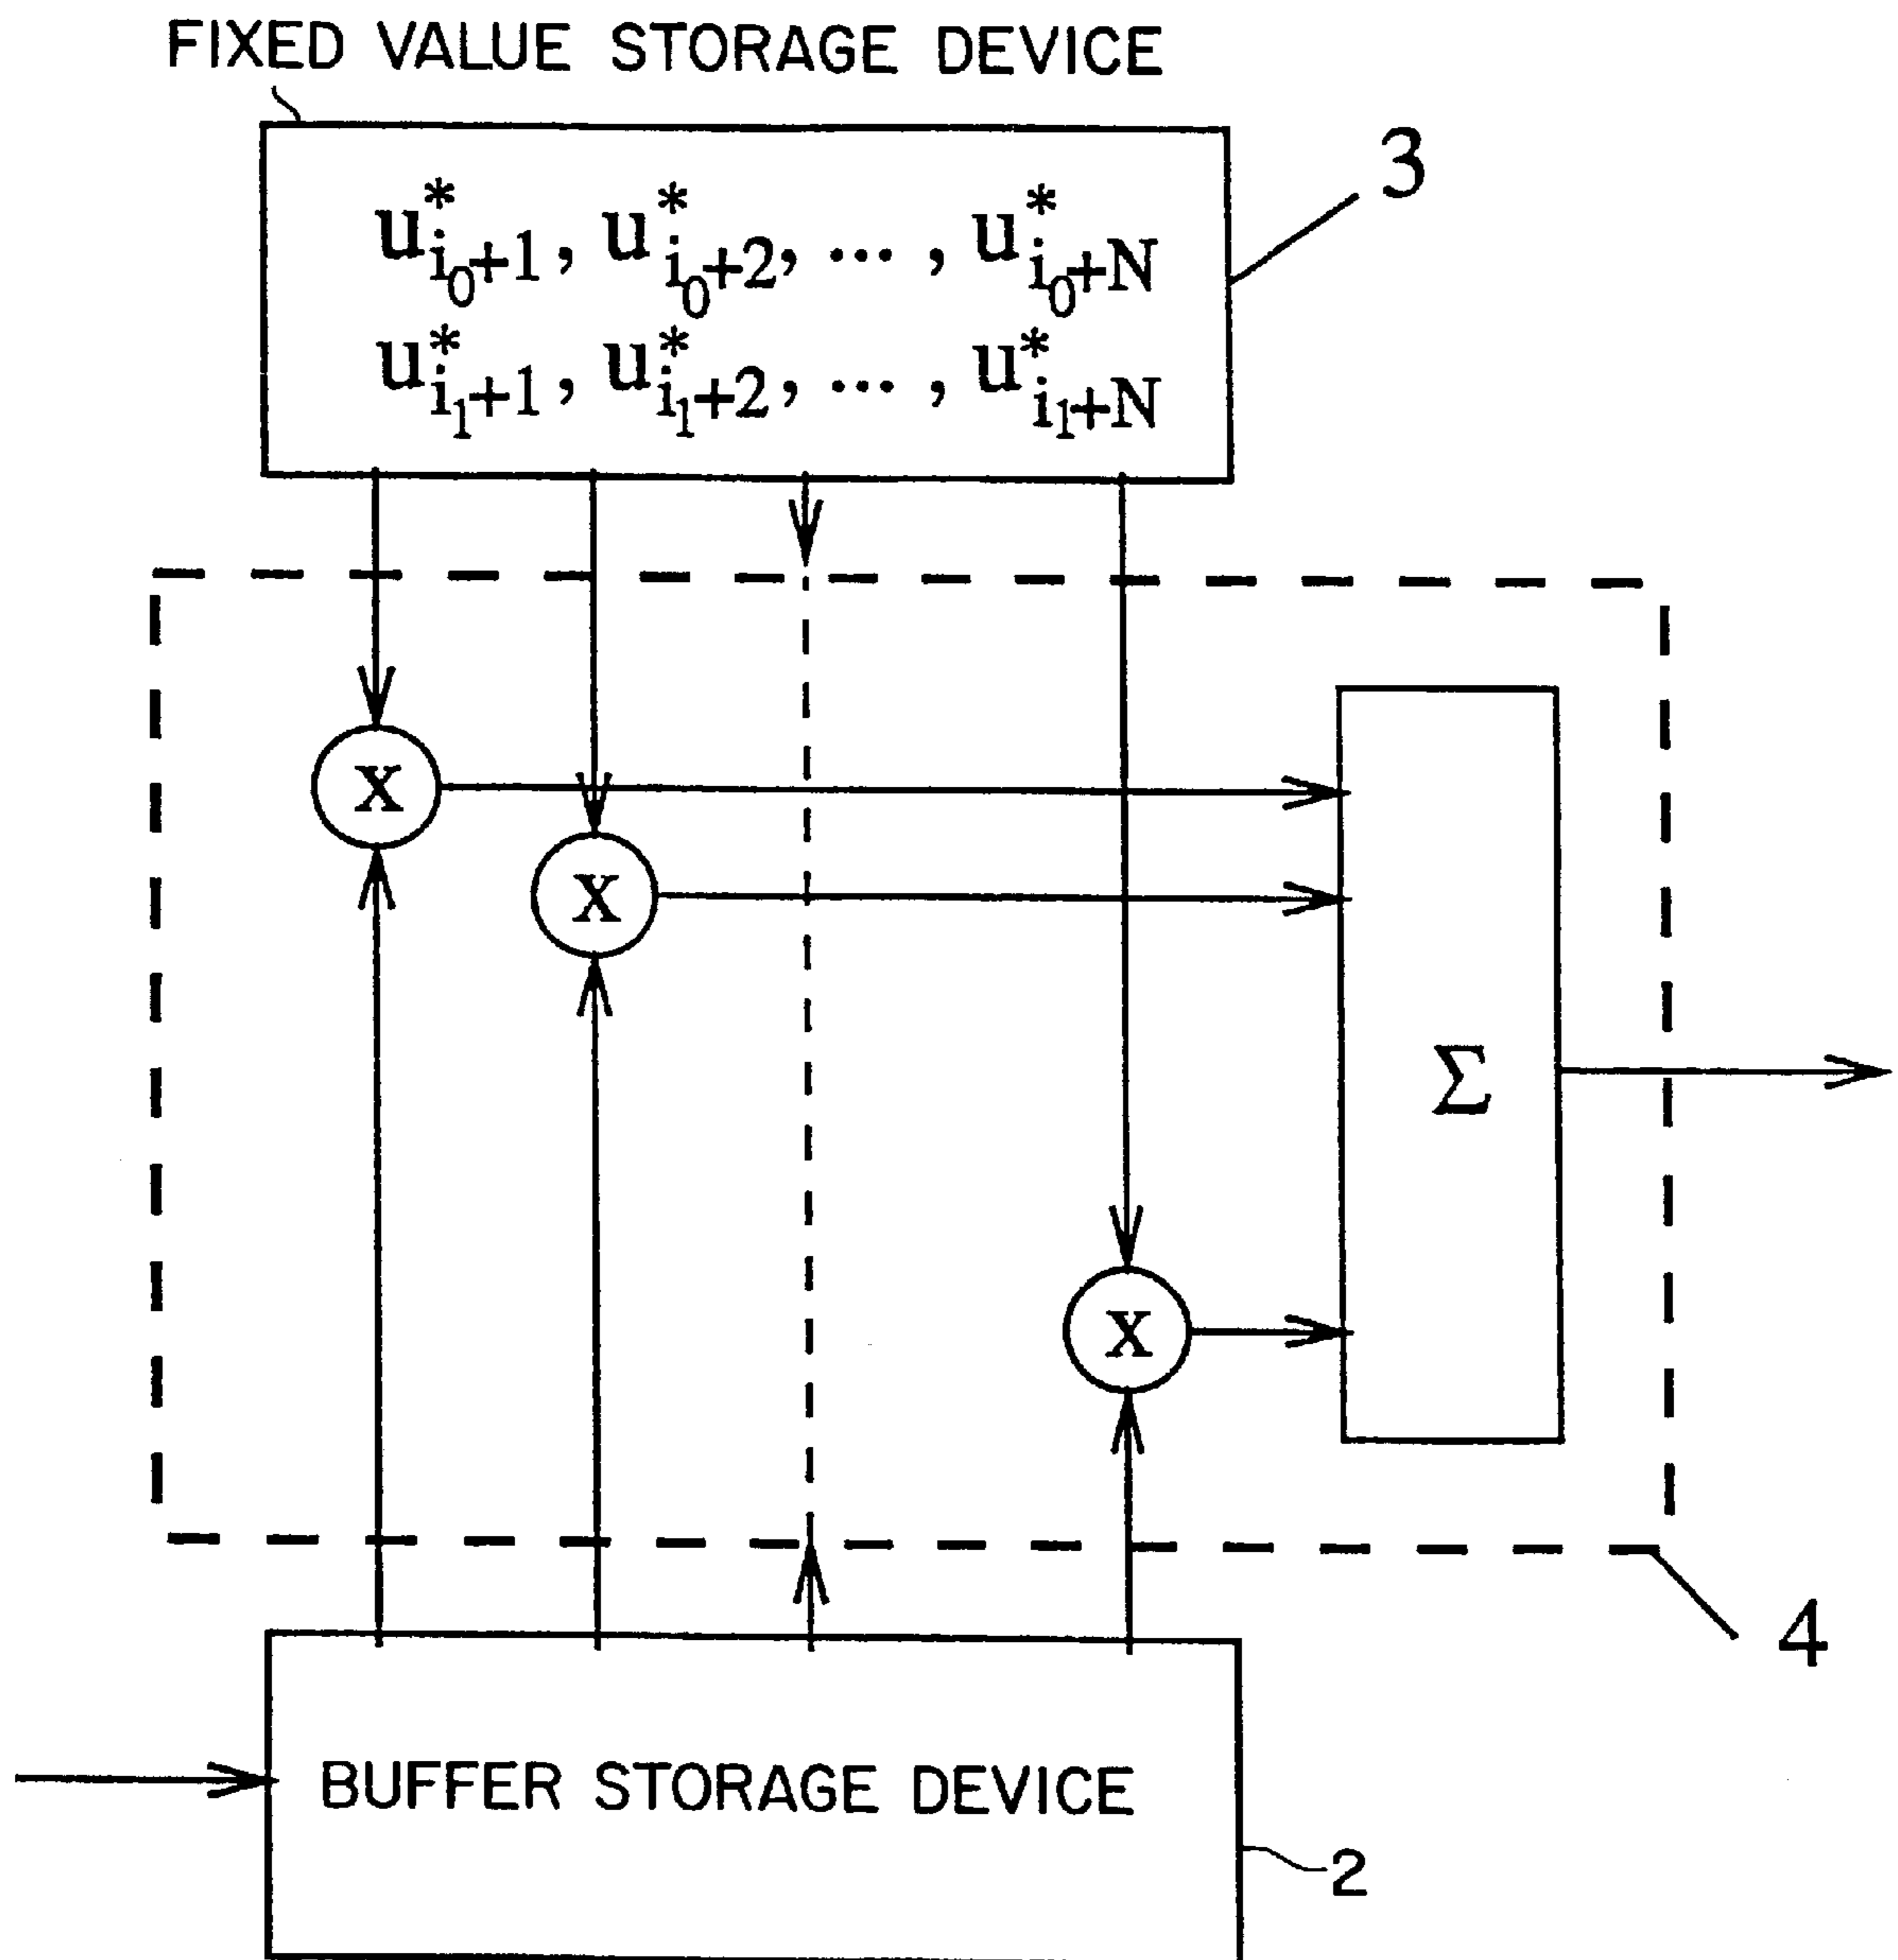 FIXED VALUE STORAGE DEVICE
3
u*i0+1, u*i0+2, ... , u*i0+N
u*i1+1, u*i1+2, ... , u*i1+N
X
X
Σ
X
4
BUFFER STORAGE DEVICE
2